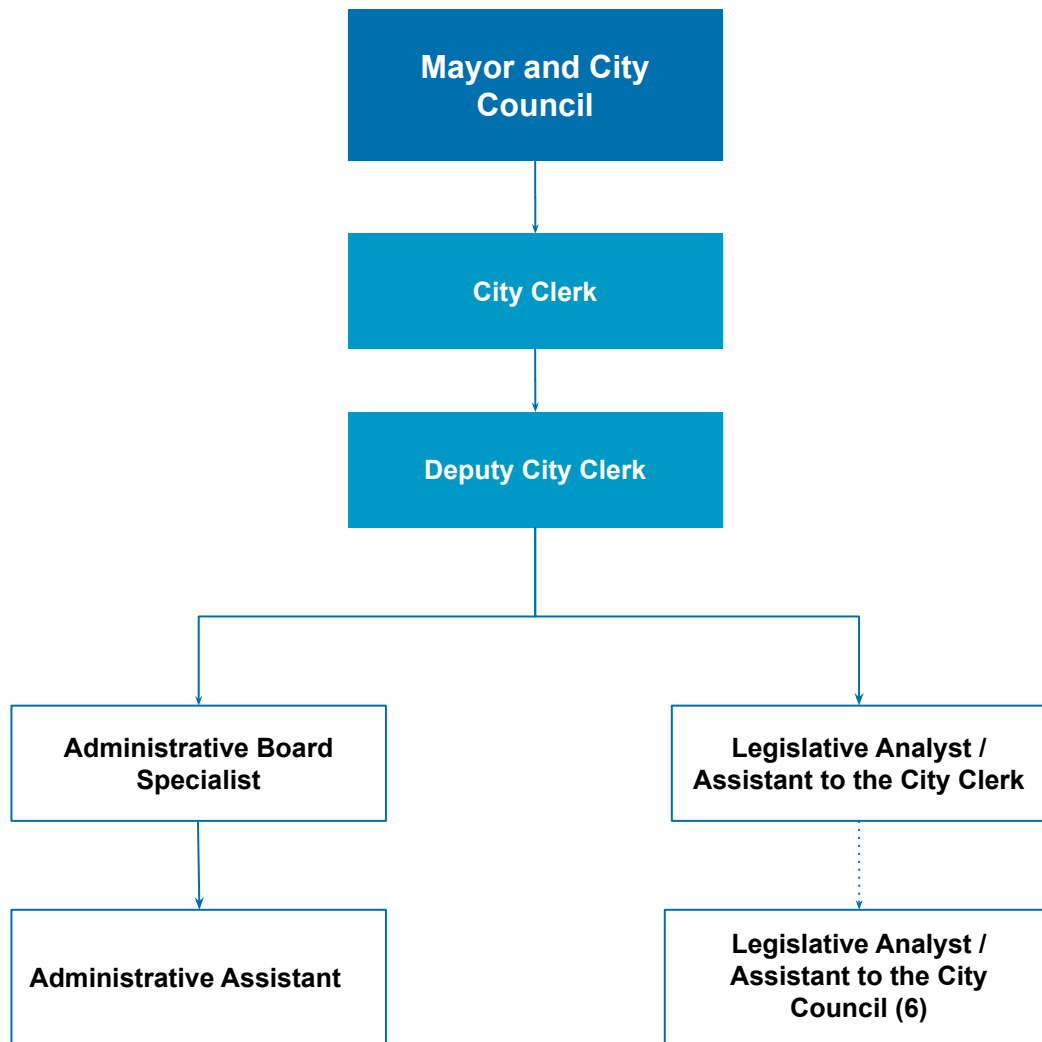 Mayor and City
Council
City Clerk
Deputy City Clerk
Administrative Board
Specialist
Legislative Analyst /
Assistant to the City Clerk
Administrative Assistant
Legislative Analyst /
Assistant to the City
Council (6)